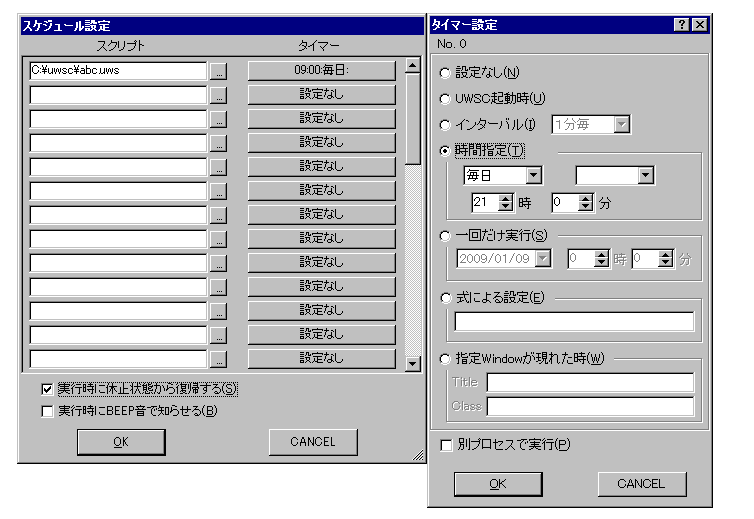 スケジュール設定
スクリプト タイマー
C:¥uwsc¥abc.uws ... 09:00:毎日:
... 設定なし
... 設定なし
... 設定なし
... 設定なし
... 設定なし
... 設定なし
... 設定なし
... 設定なし
... 設定なし
... 設定なし
... 設定なし
... 設定なし
実行時に休止状態から復帰する(S)
実行時にBEEP音で知らせる(B)
OK CANCEL
タイマー設定 ? ×
No. 0
設定なし(N)
UWSC起動時(U)
インターバル(I) 1分毎
時間指定(T)
毎日
21 時 0 分
一回だけ実行(S)
2009/01/09 0 時 0 分
式による設定(E)
指定Windowが現れた時(W)
Title
Class
別プロセスで実行(P)
OK CANCEL